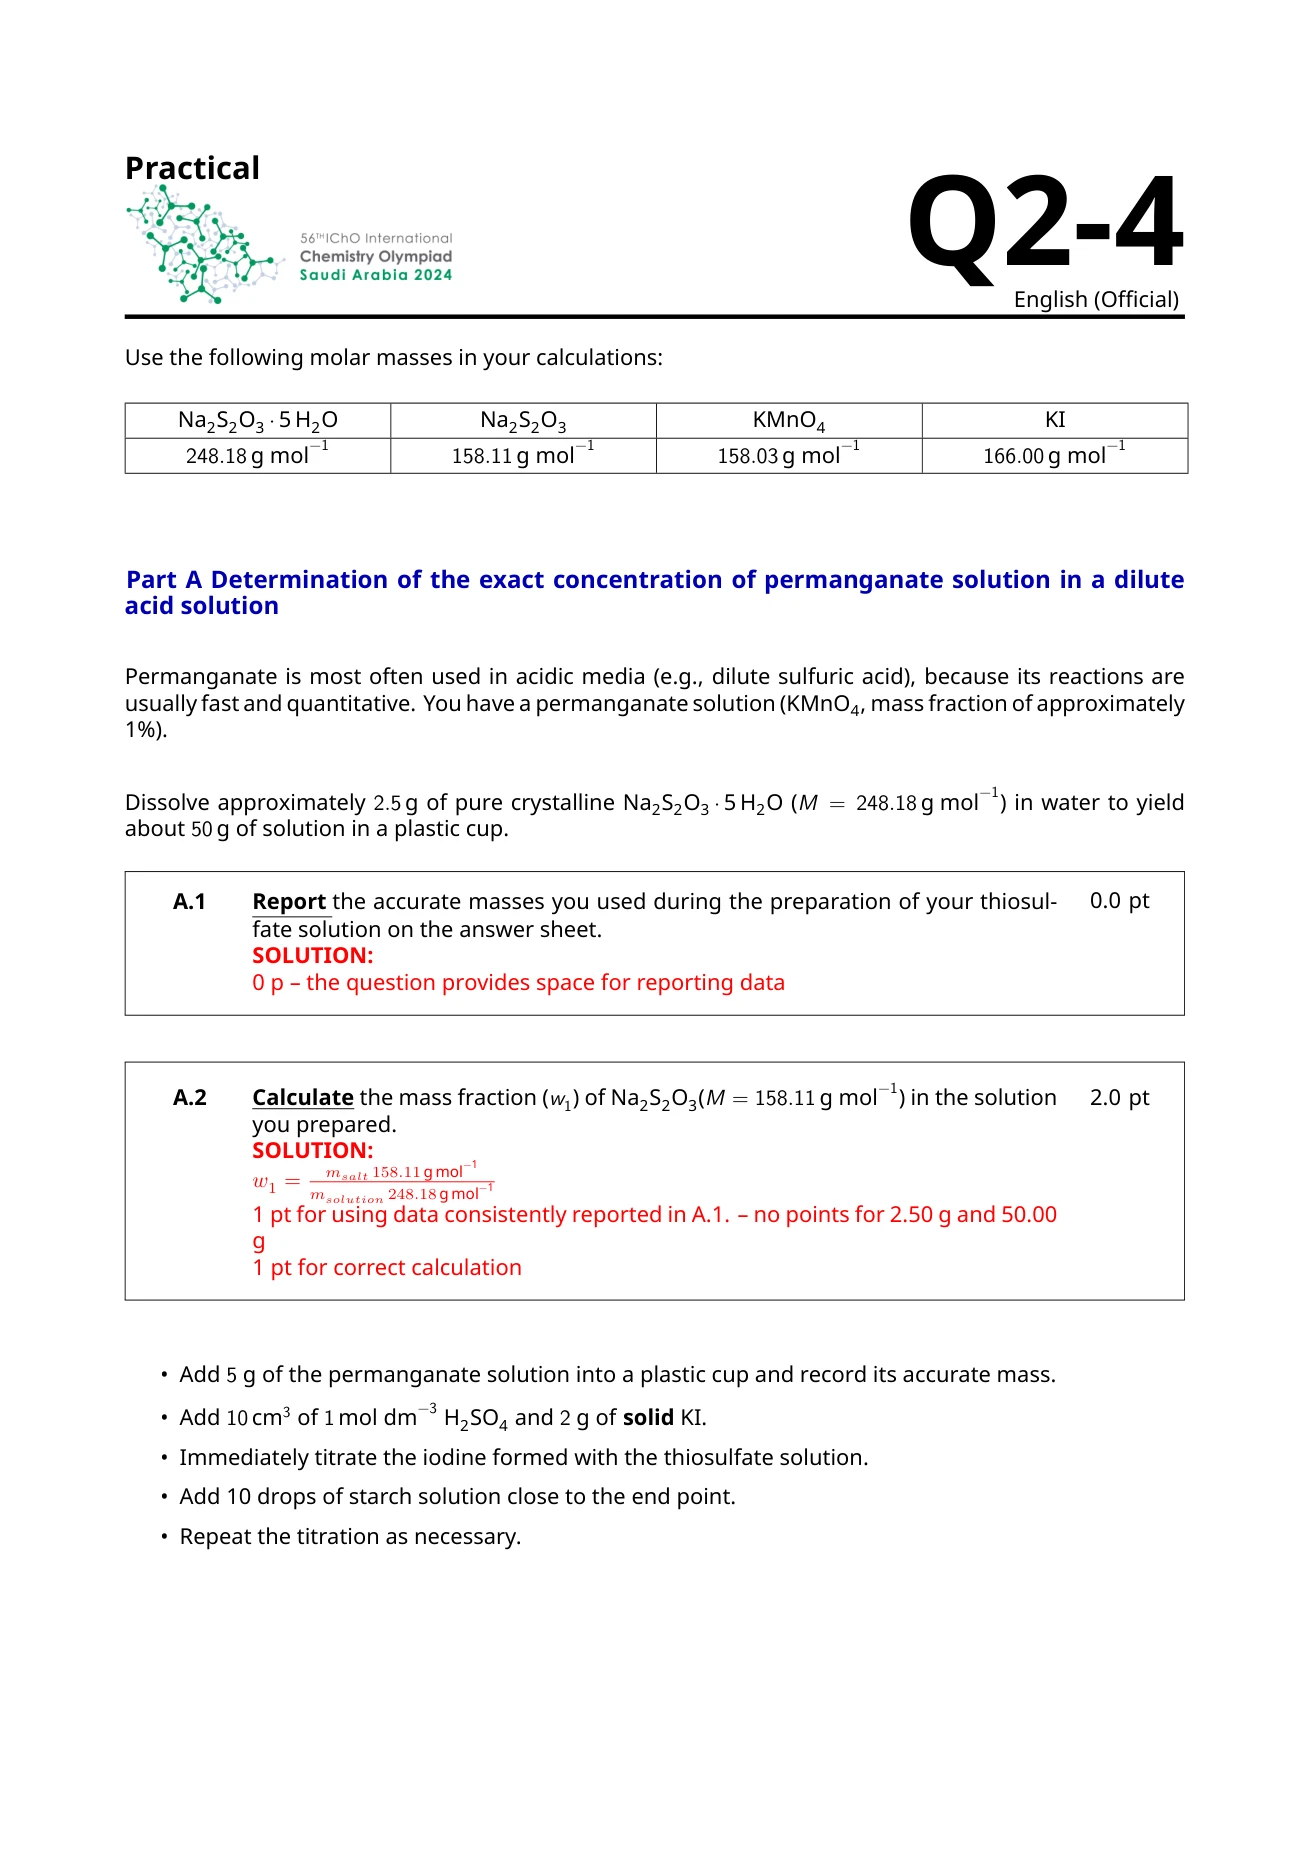 Practical
56ᵀᴴIChO International
Chemistry Olympiad
Saudi Arabia 2024
Q2-4
English (Official)
Use the following molar masses in your calculations:
Na₂S₂O₃ · 5 H₂O Na₂S₂O₃ KMnO₄ KI
248.18 g mol⁻¹ 158.11 g mol⁻¹ 158.03 g mol⁻¹ 166.00 g mol⁻¹
Part A Determination of the exact concentration of permanganate solution in a dilute
acid solution
Permanganate is most often used in acidic media (e.g., dilute sulfuric acid), because its reactions are
usually fast and quantitative. You have a permanganate solution (KMnO₄, mass fraction of approximately
1%).
Dissolve approximately 2.5 g of pure crystalline Na₂S₂O₃ · 5 H₂O (M = 248.18 g mol⁻¹) in water to yield
about 50 g of solution in a plastic cup.
A.1 Report the accurate masses you used during the preparation of your thiosul- 0.0 pt
fate solution on the answer sheet.
SOLUTION:
0 p – the question provides space for reporting data
A.2 Calculate the mass fraction (w₁) of Na₂S₂O₃(M = 158.11 g mol⁻¹) in the solution 2.0 pt
you prepared.
SOLUTION:
w₁ = (m_salt 158.11 g mol⁻¹) / (m_solution 248.18 g mol⁻¹)
1 pt for using data consistently reported in A.1. – no points for 2.50 g and 50.00
g
1 pt for correct calculation
• Add 5 g of the permanganate solution into a plastic cup and record its accurate mass.
• Add 10 cm³ of 1 mol dm⁻³ H₂SO₄ and 2 g of solid KI.
• Immediately titrate the iodine formed with the thiosulfate solution.
• Add 10 drops of starch solution close to the end point.
• Repeat the titration as necessary.